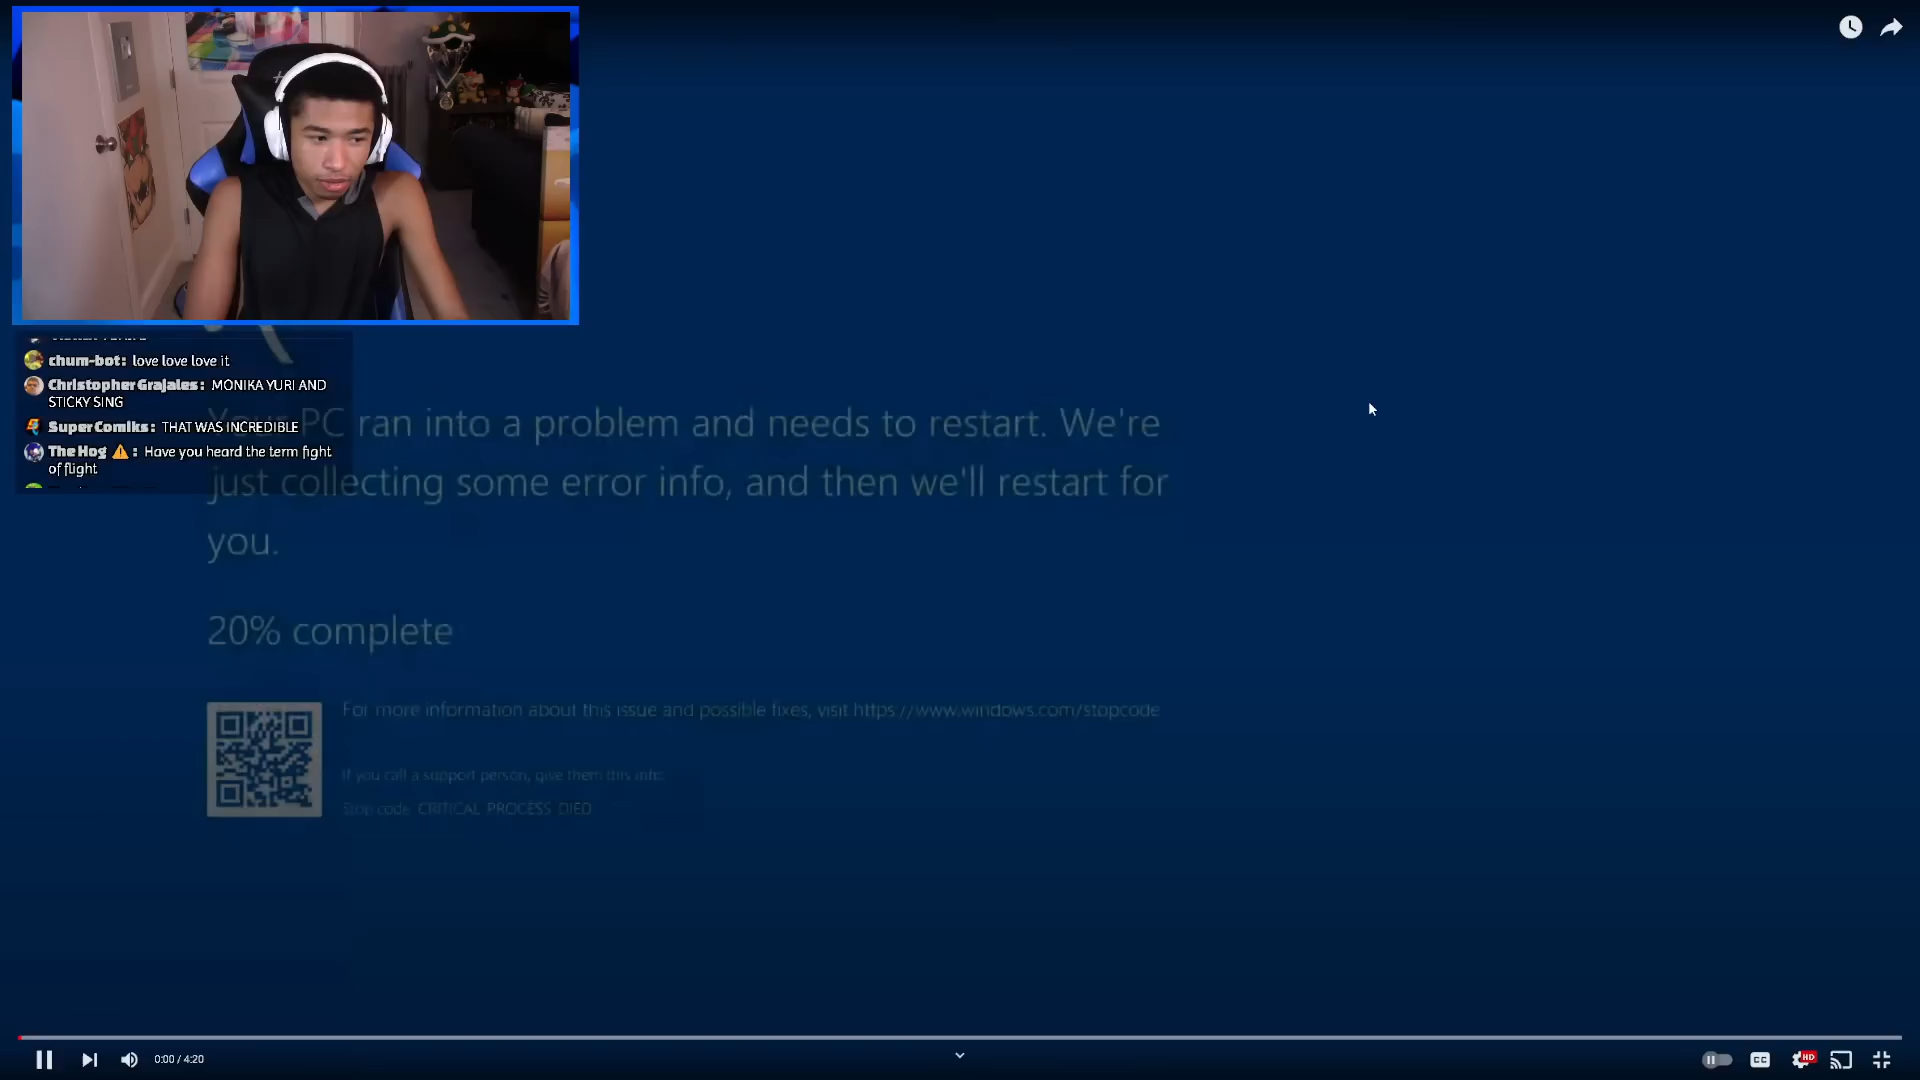 chum-bot: love love love it
Christopher Grajales: MONIKA YURI AND
STICKY SING
SuperComiks: THAT WAS INCREDIBLE
The Hog ⚠: Have you heard the term fight
of flight
Your PC ran into a problem and needs to restart. We're
just collecting some error info, and then we'll restart for
you.
20% complete
For more information about this issue and possible fixes, visit https://www.windows.com/stopcode
If you call a support person, give them this info:
Stop code: CRITICAL PROCESS DIED
0:00 / 4:20
CC
HD